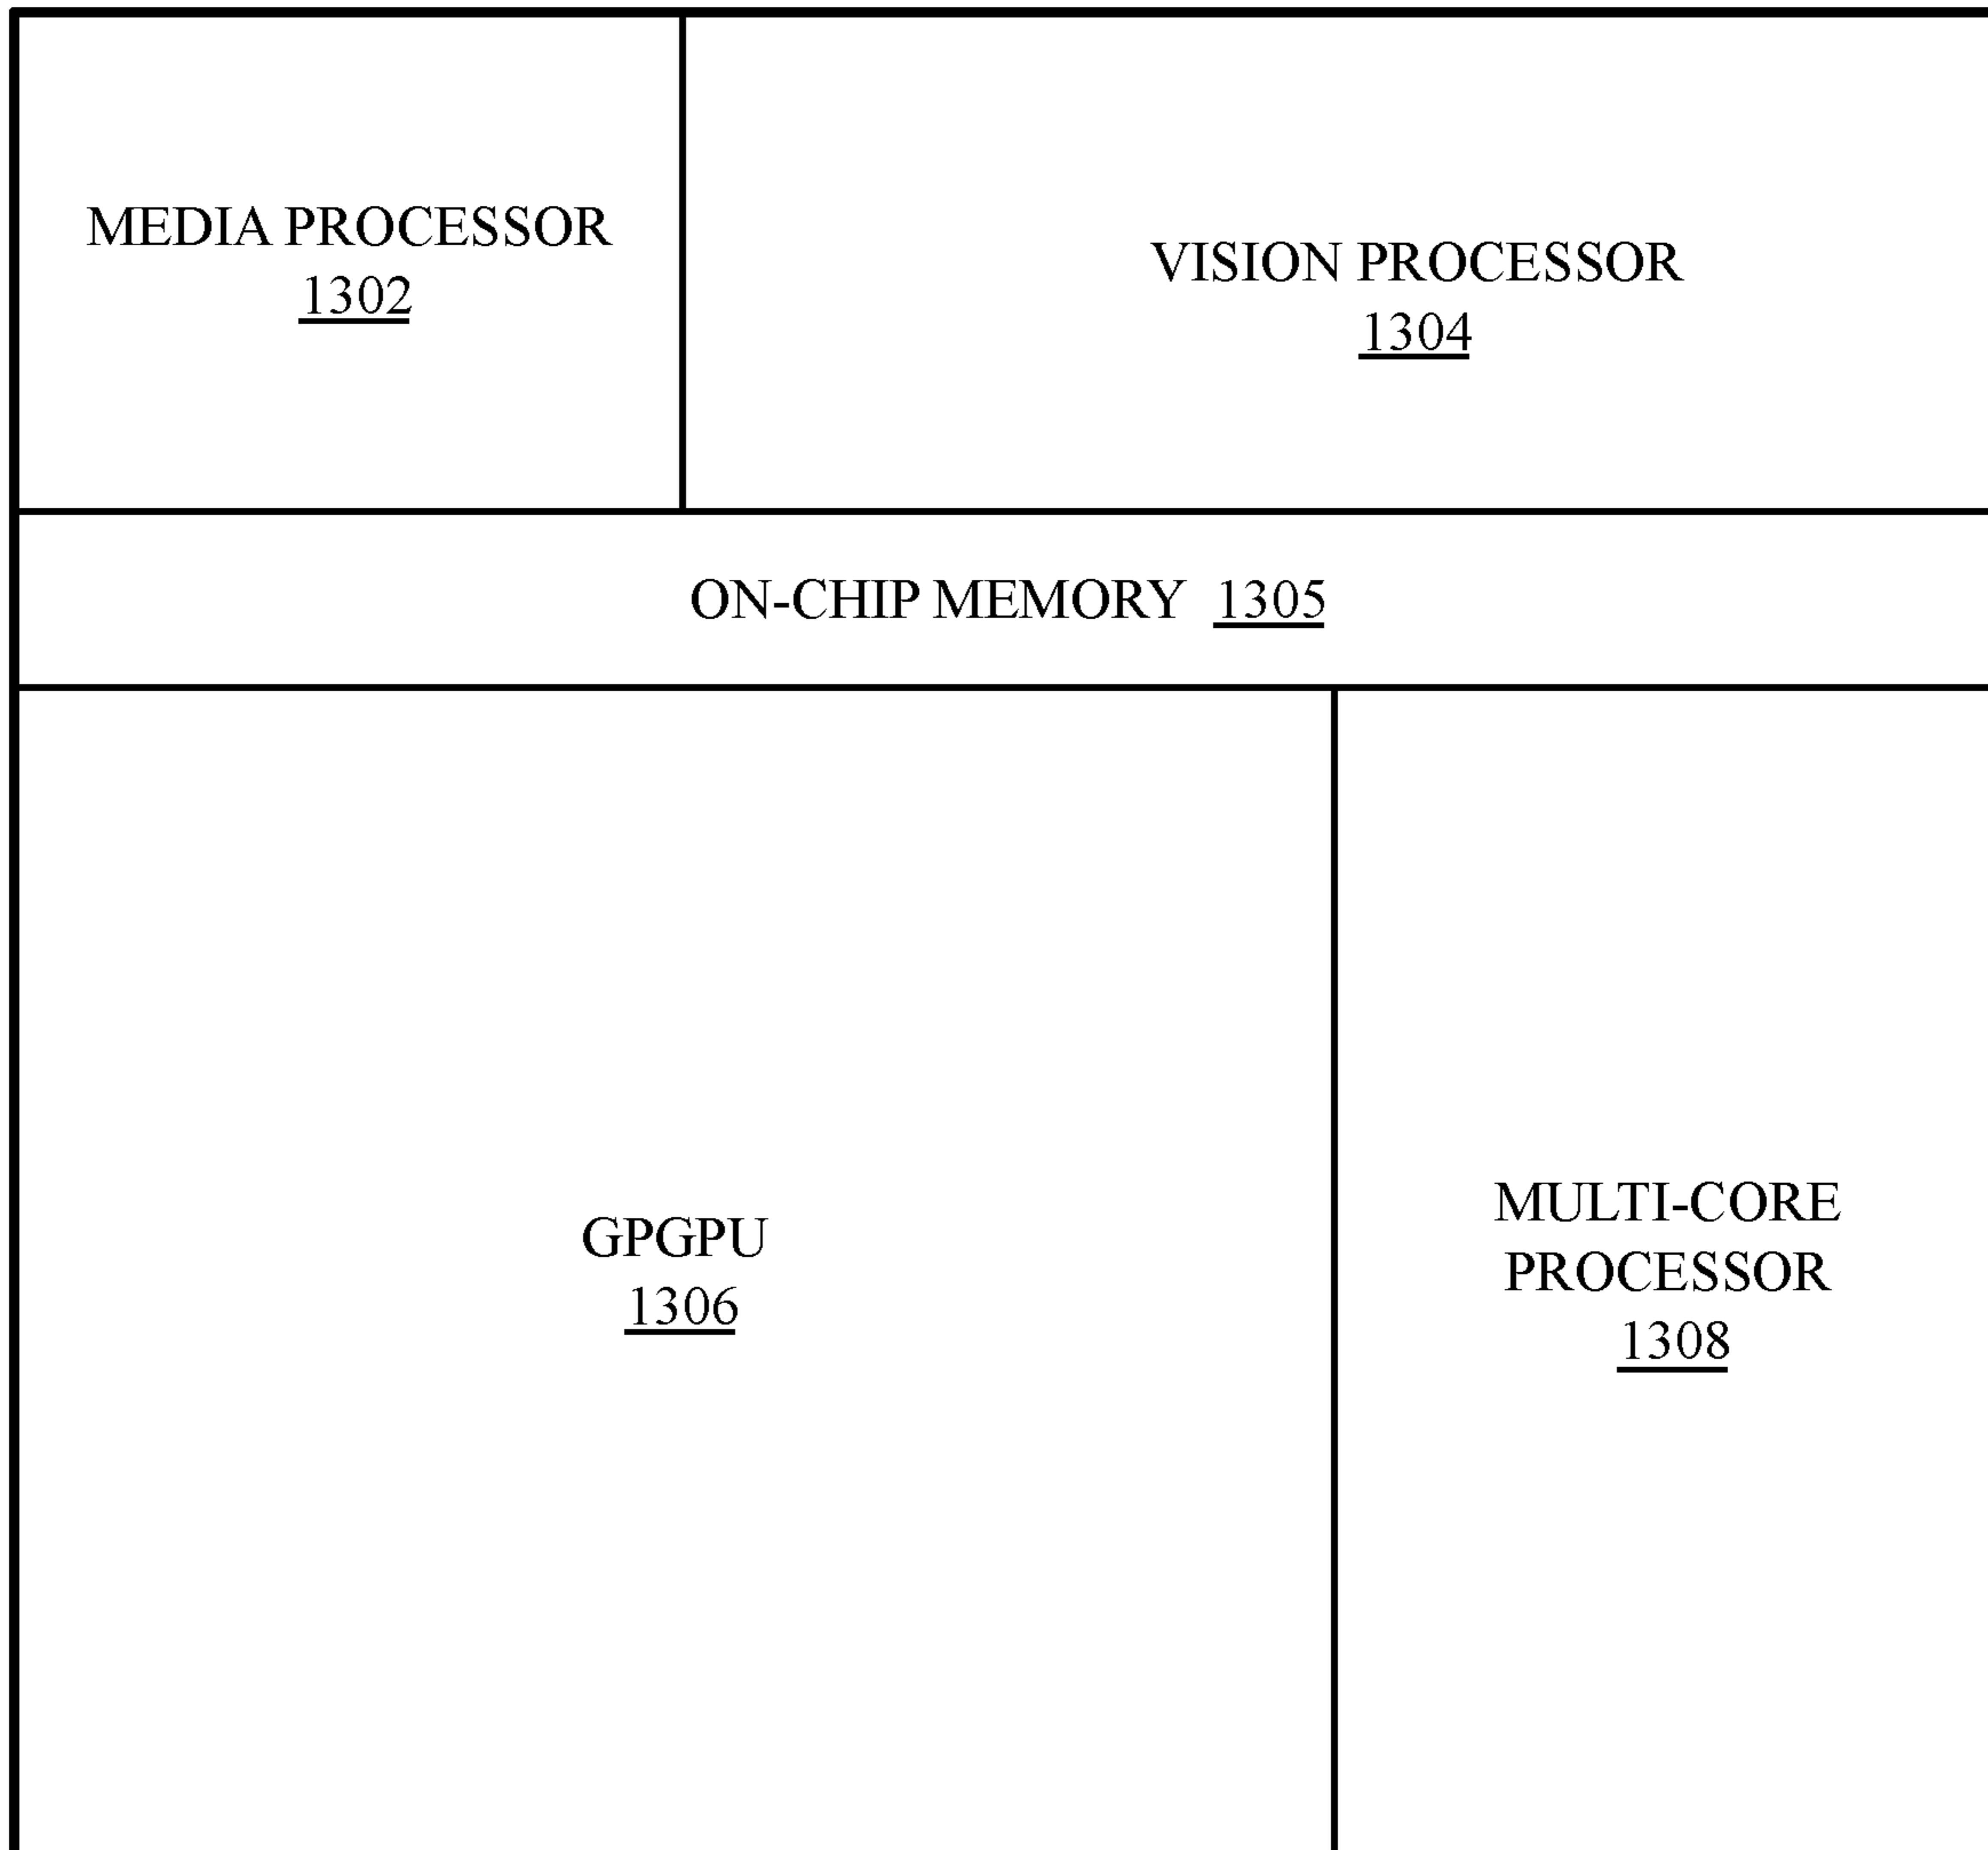 MEDIA PROCESSOR
1302
VISION PROCESSOR
1304
ON-CHIP MEMORY 1305
GPGPU
1306
MULTI-CORE
PROCESSOR
1308